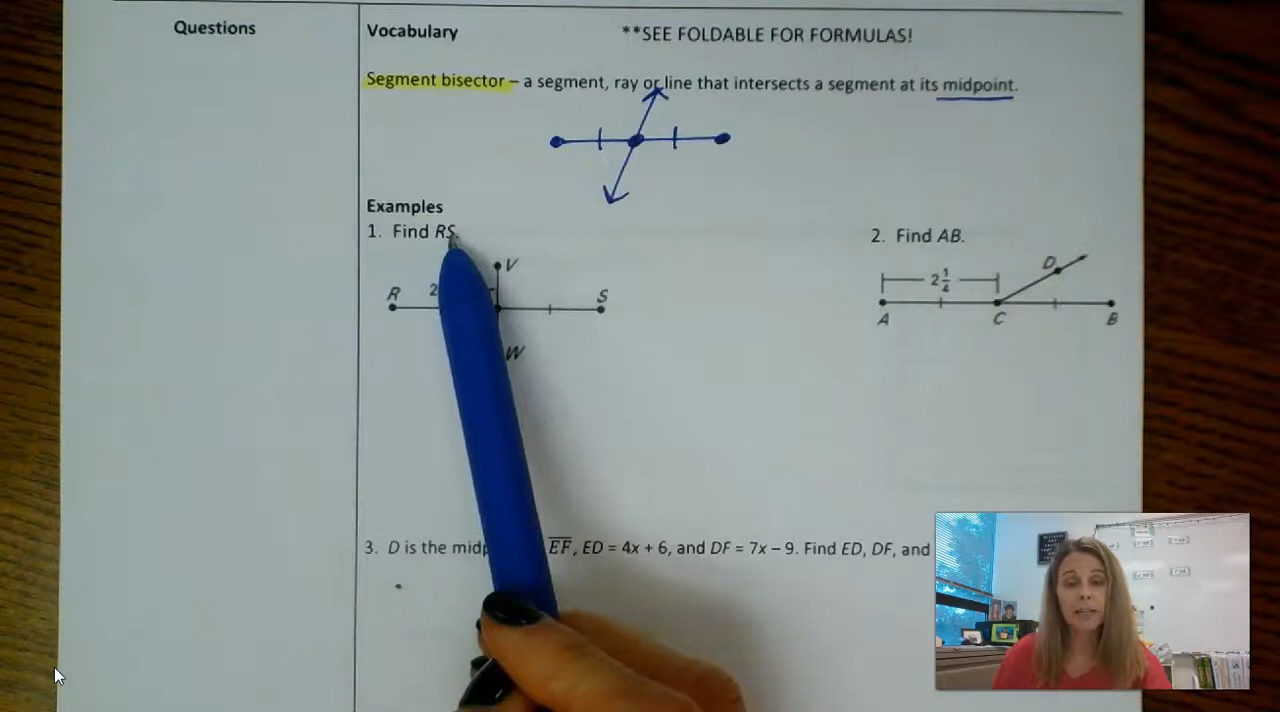 Questions
Vocabulary
**SEE FOLDABLE FOR FORMULAS!
Segment bisector – a segment, ray or line that intersects a segment at its midpoint.
Examples
1. Find RS.
2. Find AB.
V
R
2
S
W
D
2 1/4
A
C
B
3. D is the EF, ED = 4x + 6, and DF = 7x – 9. Find ED, DF, and